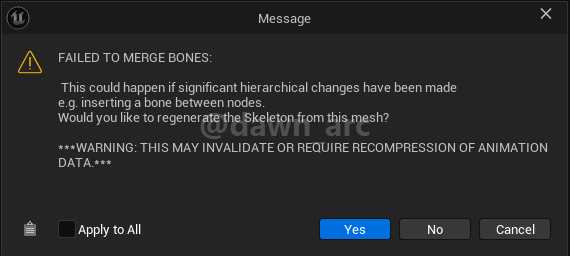 Message
FAILED TO MERGE BONES:
This could happen if significant hierarchical changes have been made
e.g. inserting a bone between nodes.
Would you like to regenerate the Skeleton from this mesh?
@dawn_arc
***WARNING: THIS MAY INVALIDATE OR REQUIRE RECOMPRESSION OF ANIMATION
DATA.***
Apply to All
Yes
No
Cancel